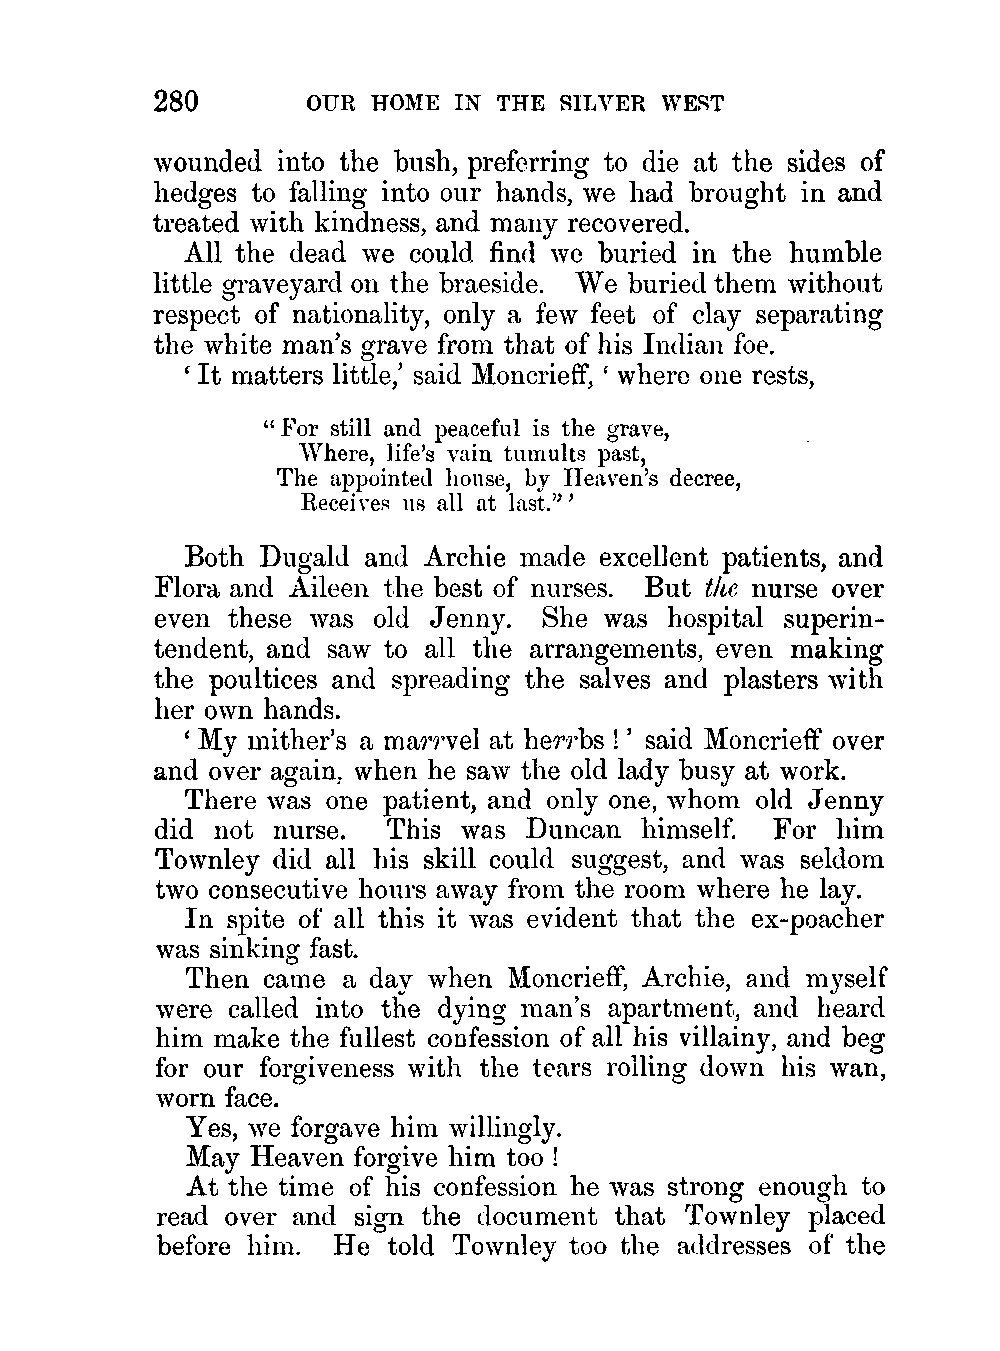 280 OUR HOME IN THE SILVER WEST
wounded into the bush, preferring to die at the sides of
hedges to falling into our hands, we had brought in and
treated with kindness, and many recovered.
All the dead we could find we buried in the humble
little graveyard on the braeside. We buried them without
respect of nationality, only a few feet of clay separating
the white man's grave from that of his Indian foe.
‘It matters little,’ said Moncrieff, ‘where one rests,
“For still and peaceful is the grave,
Where, life's vain tumults past,
The appointed house, by Heaven's decree,
Receives us all at last.”’
Both Dugald and Archie made excellent patients, and
Flora and Aileen the best of nurses. But the nurse over
even these was old Jenny. She was hospital superin-
tendent, and saw to all the arrangements, even making
the poultices and spreading the salves and plasters with
her own hands.
‘My mither's a marrvel at herrbs!’ said Moncrieff over
and over again, when he saw the old lady busy at work.
There was one patient, and only one, whom old Jenny
did not nurse. This was Duncan himself. For him
Townley did all his skill could suggest, and was seldom
two consecutive hours away from the room where he lay.
In spite of all this it was evident that the ex-poacher
was sinking fast.
Then came a day when Moncrieff, Archie, and myself
were called into the dying man's apartment, and heard
him make the fullest confession of all his villainy, and beg
for our forgiveness with the tears rolling down his wan,
worn face.
Yes, we forgave him willingly.
May Heaven forgive him too!
At the time of his confession he was strong enough to
read over and sign the document that Townley placed
before him. He told Townley too the addresses of the